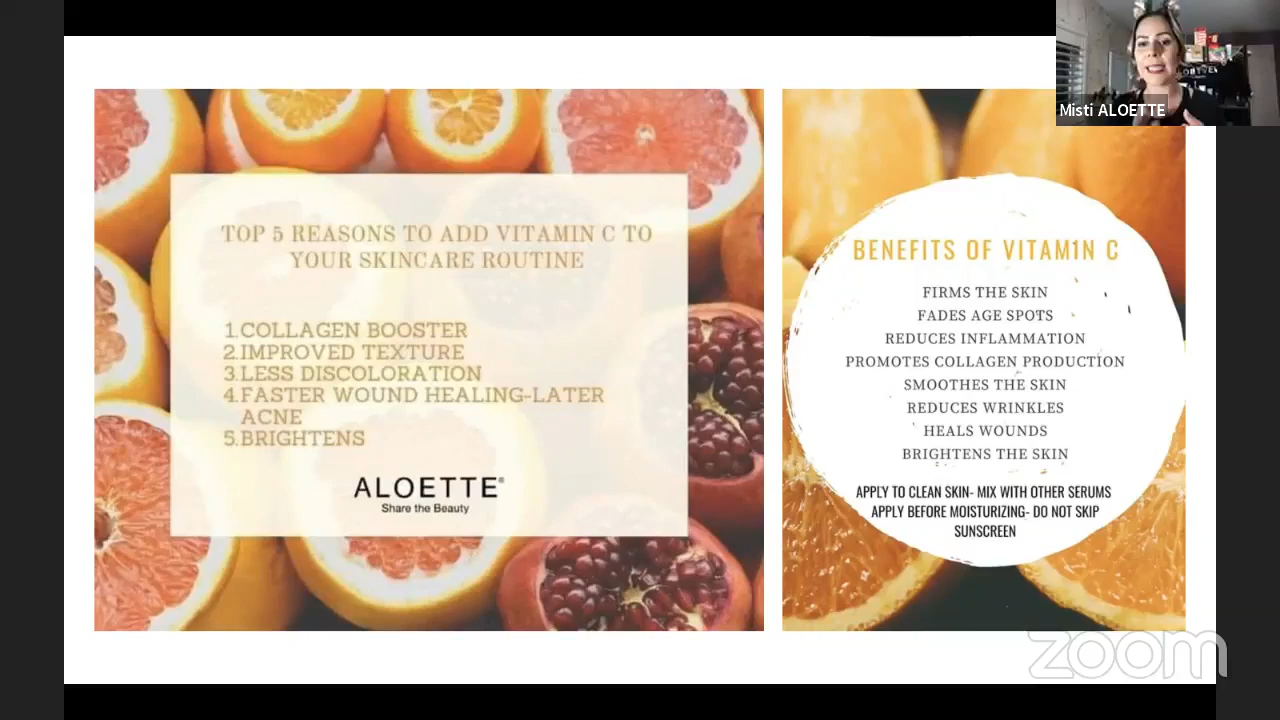 TOP 5 REASONS TO ADD VITAMIN C TO
YOUR SKINCARE ROUTINE
1.COLLAGEN BOOSTER
2.IMPROVED TEXTURE
3.LESS DISCOLORATION
4.FASTER WOUND HEALING-LATER
ACNE
5.BRIGHTENS
ALOETTE®
Share the Beauty
BENEFITS OF VITAM1N C
FIRMS THE SKIN
FADES AGE SPOTS
REDUCES INFLAMMATION
PROMOTES COLLAGEN PRODUCTION
SMOOTHES THE SKIN
REDUCES WRINKLES
HEALS WOUNDS
BRIGHTENS THE SKIN
APPLY TO CLEAN SKIN- MIX WITH OTHER SERUMS
APPLY BEFORE MOISTURIZING- DO NOT SKIP
SUNSCREEN
Misti ALOETTE
zoom